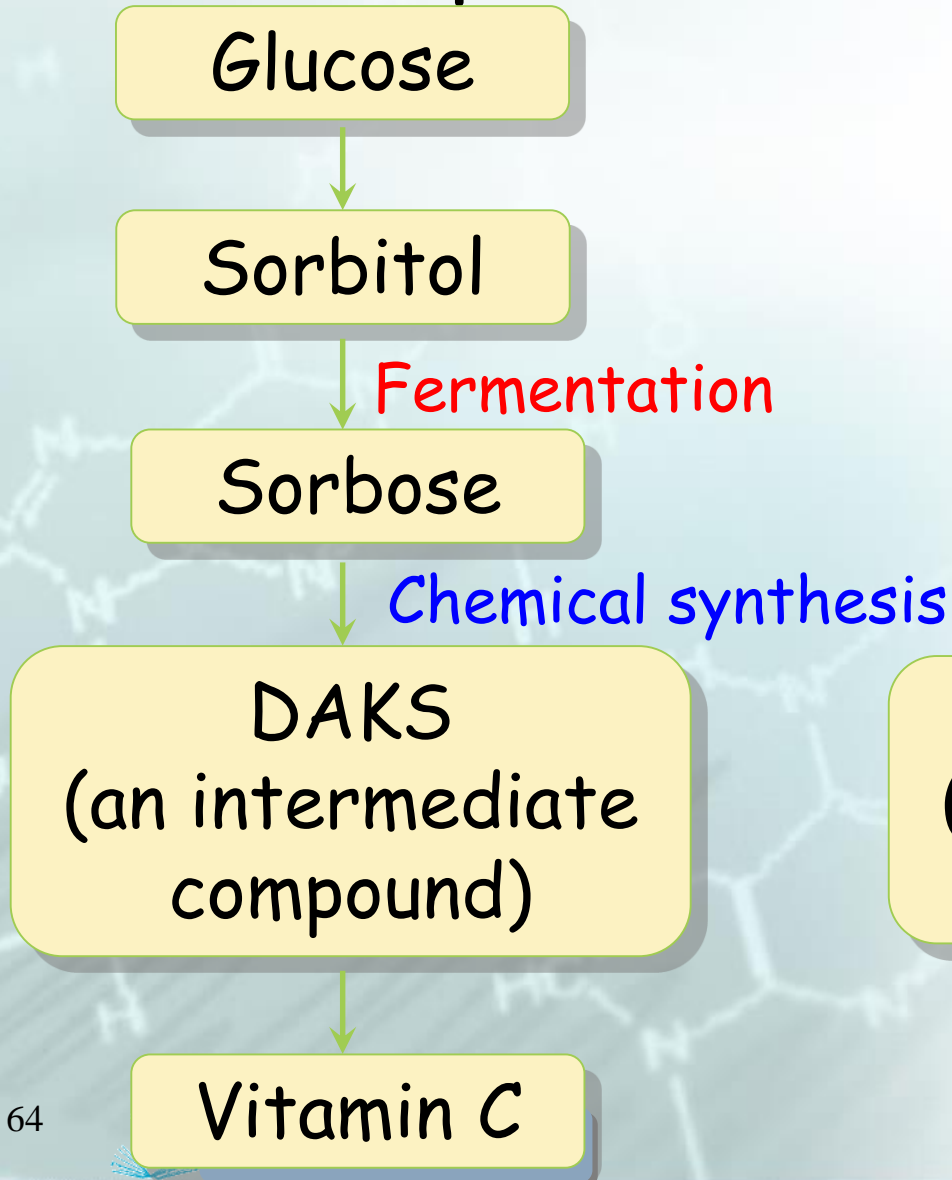 Glucose
Sorbitol
Fermentation
Sorbose
Chemical synthesis
DAKS
(an intermediate
compound)
(
Vitamin C
64